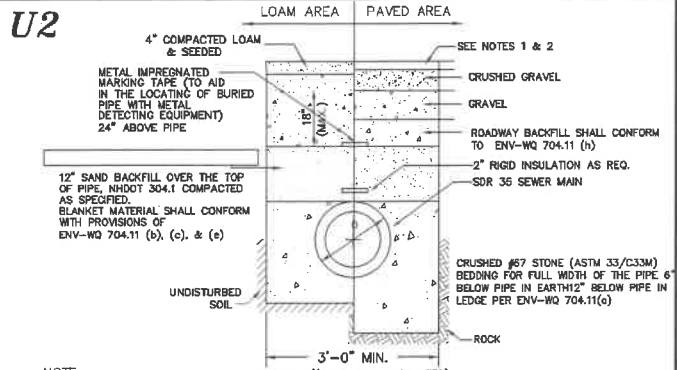 U2
LOAM AREA
PAVED AREA
4" COMPACTED LOAM
& SEEDED
SEE NOTES 1 & 2
METAL IMPREGNATED
MARKING TAPE (TO AID
IN THE LOCATING OF BURIED
PIPE WITH METAL
DETECTING EQUIPMENT)
24" ABOVE PIPE
18"
(MAX.)
CRUSHED GRAVEL
GRAVEL
ROADWAY BACKFILL SHALL CONFORM
TO ENV-WQ 704.11 (h)
2" RIGID INSULATION AS REQ.
SDR 35 SEWER MAIN
12" SAND BACKFILL OVER THE TOP
OF PIPE, NHDOT 304.1 COMPACTED
AS SPECIFIED.
BLANKET MATERIAL SHALL CONFORM
WITH PROVISIONS OF
ENV-WQ 704.11 (b), (c), & (e)
D
CRUSHED #67 STONE (ASTM 33/C33M)
BEDDING FOR FULL WIDTH OF THE PIPE 6"
BELOW PIPE IN EARTH12" BELOW PIPE IN
LEDGE PER ENV-WQ 704.11(a)
UNDISTURBED
SOIL
ROCK
3'-0" MIN.
NOTE